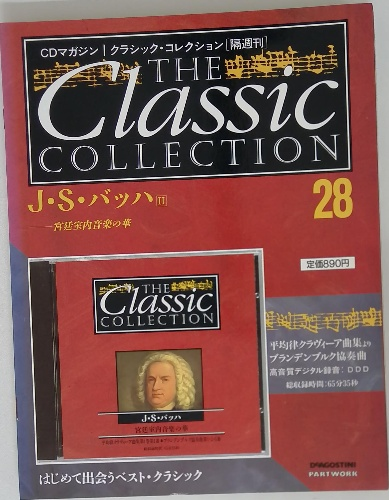 CDマガジン｜クラシック・コレクション[隔週刊]
THE
Classic
COLLECTION
J・S・バッハ II
—宮廷室内音楽の華
28
定価890円
THE
Classic
COLLECTION
J・S・バッハ
宮廷室内音楽の華
平均律クラヴィーア曲集より
ブランデンブルク協奏曲
高音質デジタル録音：DDD
総収録時間：65分35秒
はじめて出会うベスト・クラシック
DEAGOSTINI
PARTWORK